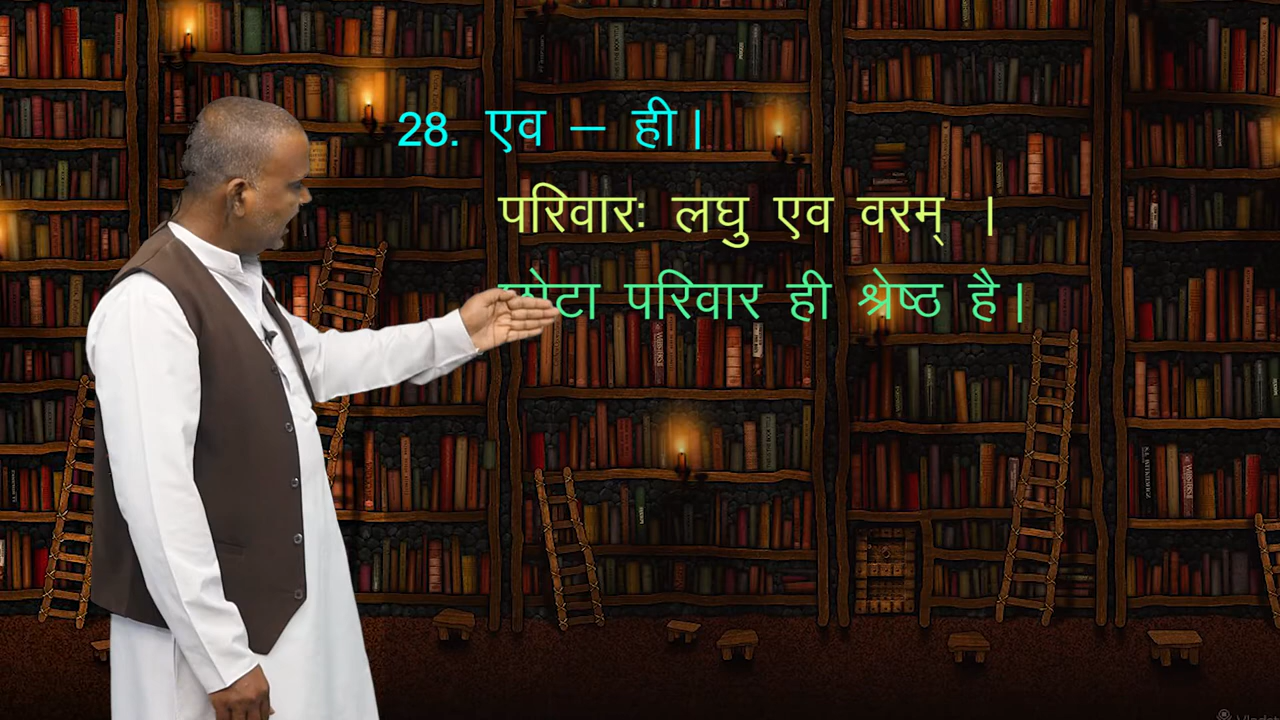 28. एव – ही।
परिवारः लघु एव वरम् ।
छोटा परिवार ही श्रेष्ठ है।